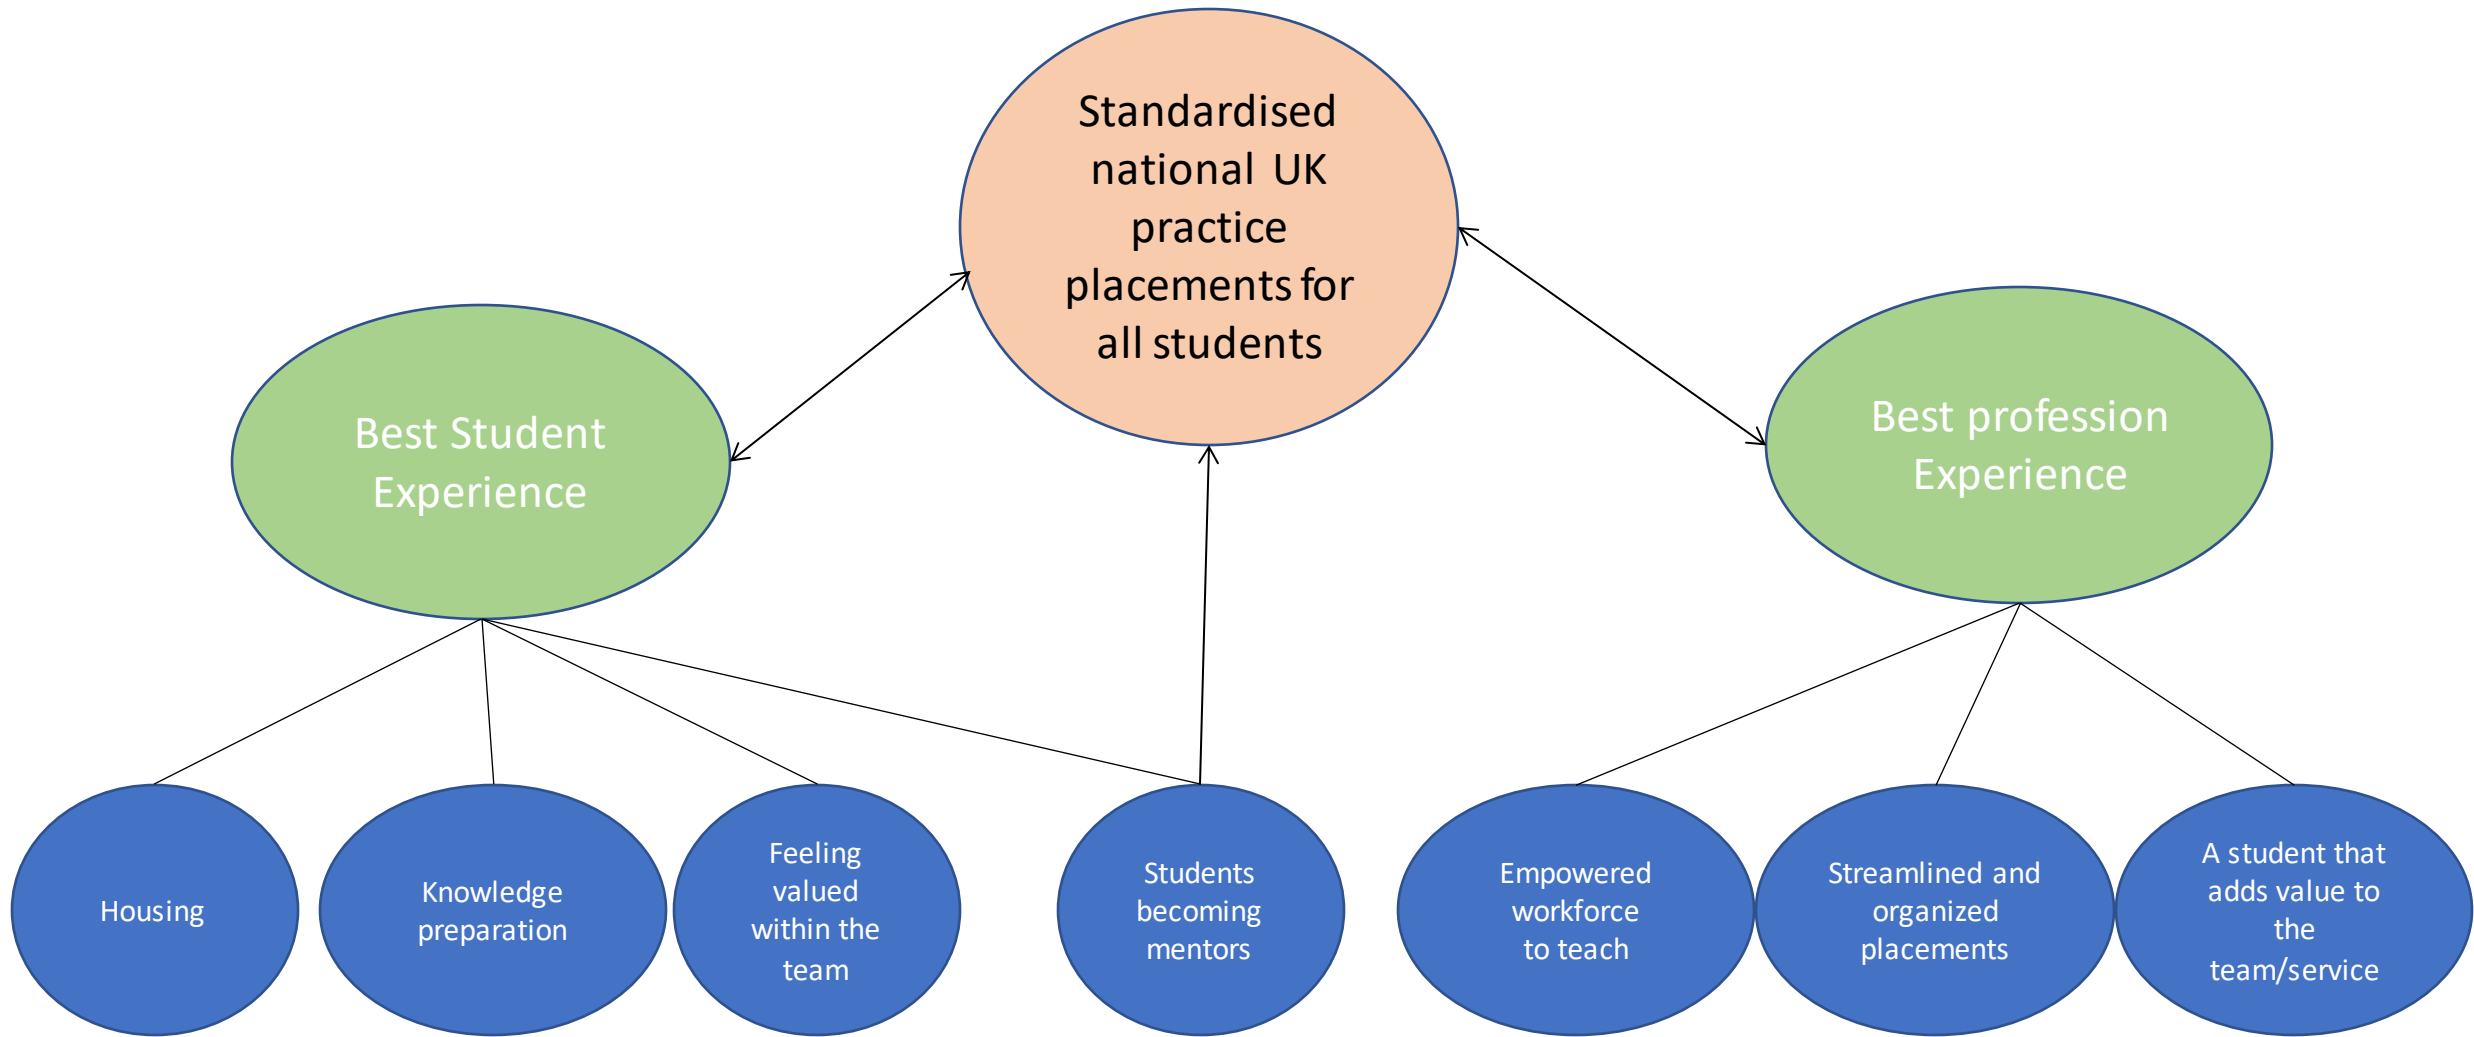 Standardised
national UK
practice
placements for
all students
Best Student
Experience
Best profession
Experience
Housing
Knowledge
preparation
Feeling
valued
within the
team
Students
becoming
mentors
Empowered
workforce
to teach
Streamlined and
organized
placements
A student that
adds value to
the
team/service